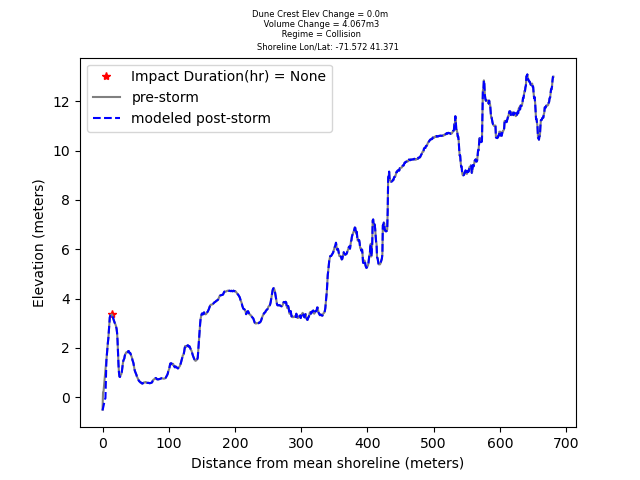 Dune Crest Elev Change = 0.0m
Volume Change = 4.067m3
Regime = Collision
Shoreline Lon/Lat: -71.572 41.371
Impact Duration(hr) = None
pre-storm
modeled post-storm
12
10
8
6
4
2
0
Elevation (meters)
0 100 200 300 400 500 600 700
Distance from mean shoreline (meters)